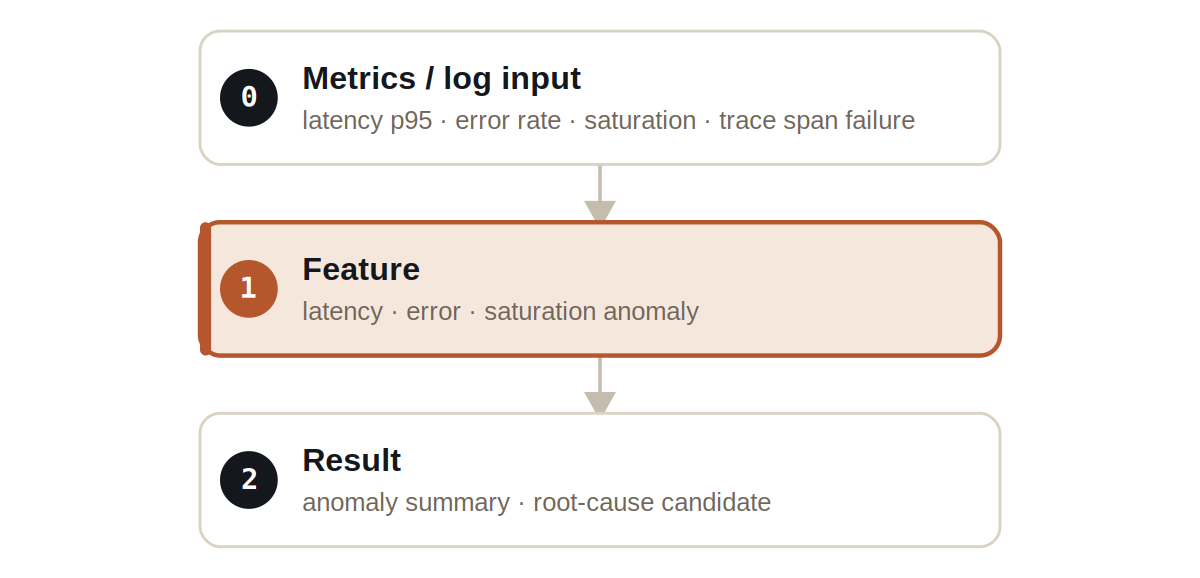 0
Metrics / log input
latency p95 · error rate · saturation · trace span failure
1
Feature
latency · error · saturation anomaly
2
Result
anomaly summary · root-cause candidate